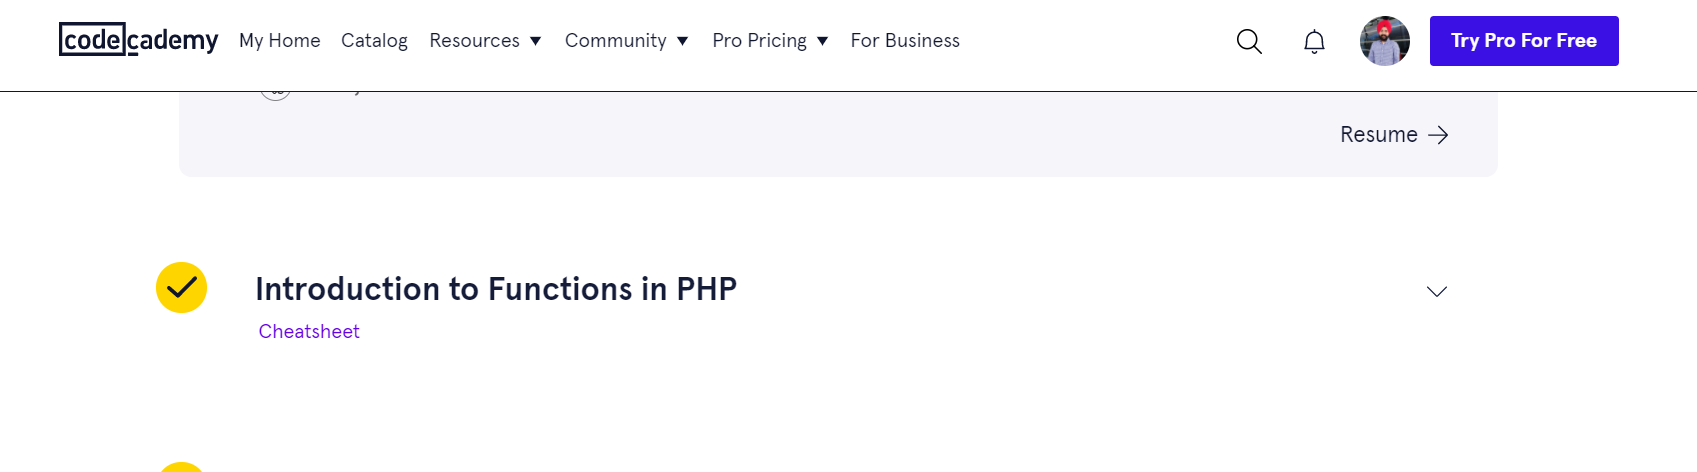 codecademy My Home Catalog Resources Community Pro Pricing For Business Try Pro For Free
Resume
Introduction to Functions in PHP
Cheatsheet